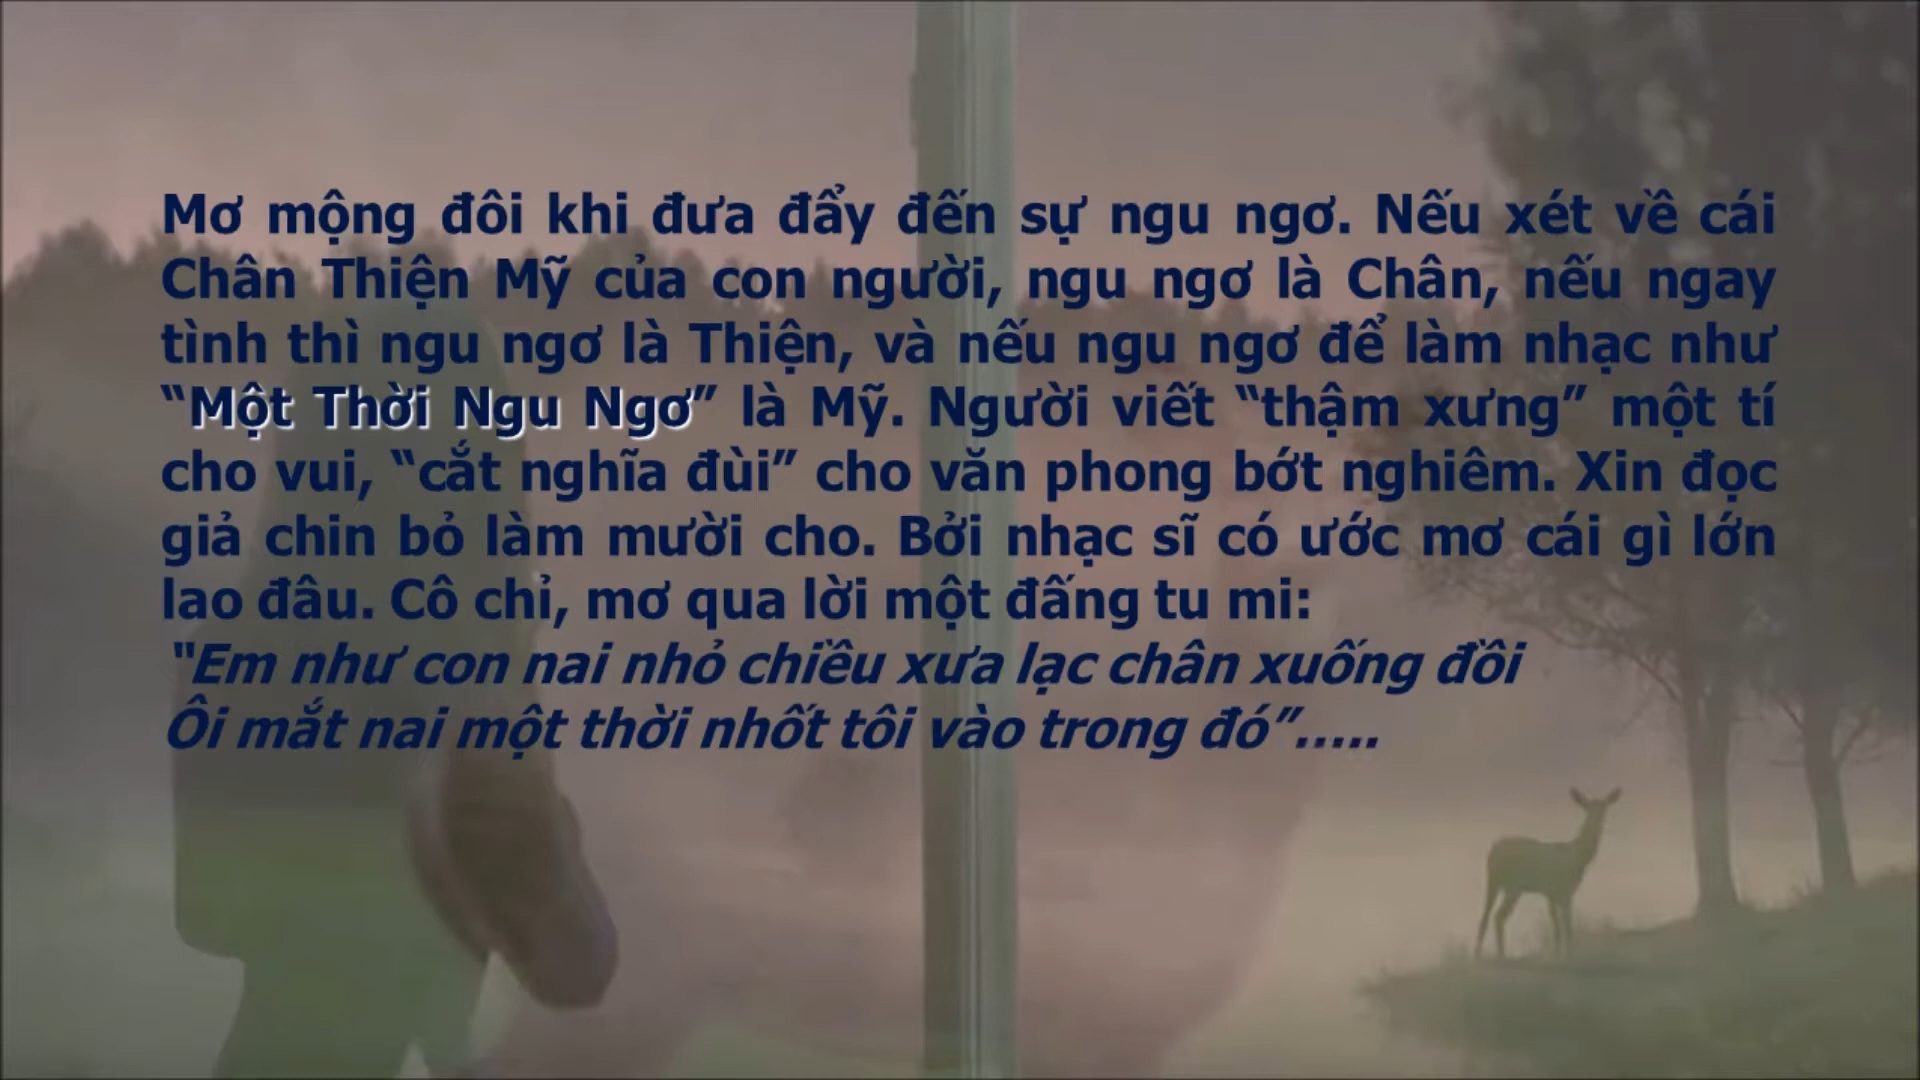 Mơ mộng đôi khi đưa đẩy đến sự ngu ngơ. Nếu xét về cái
Chân Thiện Mỹ của con người, ngu ngơ là Chân, nếu ngay
tình thì ngu ngơ là Thiện, và nếu ngu ngơ để làm nhạc như
“Một Thời Ngu Ngơ” là Mỹ. Người viết “thậm xưng” một tí
cho vui, “cắt nghĩa đùi” cho văn phong bớt nghiêm. Xin đọc
giả chin bỏ làm mười cho. Bởi nhạc sĩ có ước mơ cái gì lớn
lao đâu. Cô chỉ, mơ qua lời một đấng tu mi:
“Em như con nai nhỏ chiều xưa lạc chân xuống đồi
Ôi mắt nai một thời nhốt tôi vào trong đó”…..